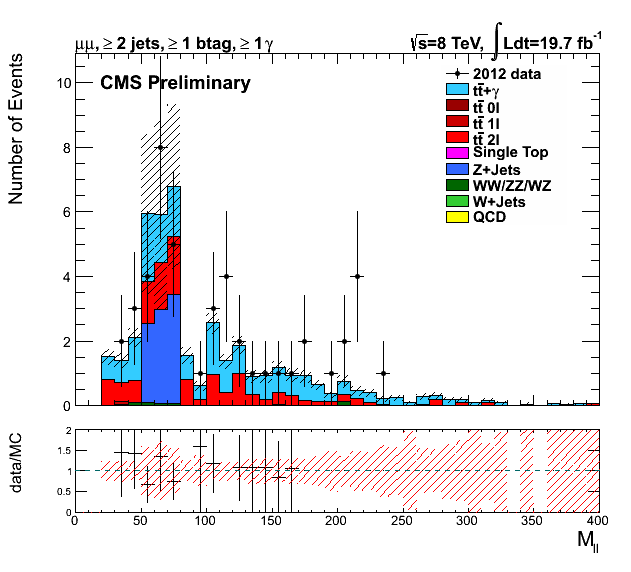 μμ, ≥ 2 jets, ≥ 1 btag, ≥ 1γ
√s=8 TeV, ∫Ldt=19.7 fb⁻¹
Number of Events
CMS Preliminary
2012 data
tt̄+γ
tt̄ 0l
tt̄ 1l
tt̄ 2l
Single Top
Z+Jets
WW/ZZ/WZ
W+Jets
QCD
10
8
6
4
2
0
data/MC
2
1.5
1
0.5
0
0 50 100 150 200 250 300 350 400
M_ll